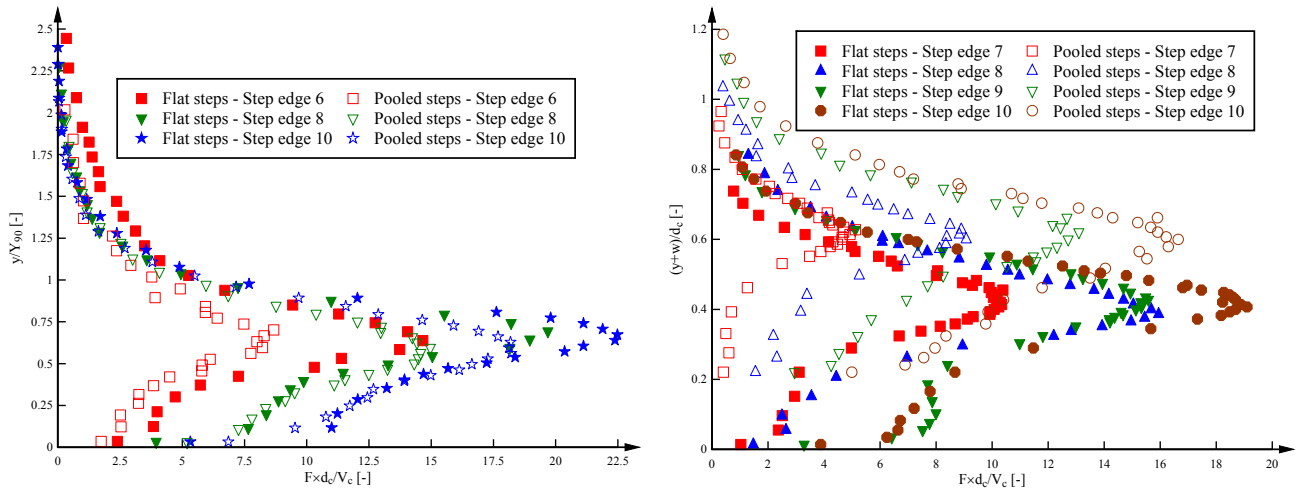 2.5
2.25
2
1.75
1.5
1.25
1
0.75
0.5
0.25
0
y/Y90 [-]
Flat steps - Step edge 6
Flat steps - Step edge 8
Flat steps - Step edge 10
Pooled steps - Step edge 6
Pooled steps - Step edge 8
Pooled steps - Step edge 10
0 2.5 5 7.5 10 12.5 15 17.5 20 22.5
F×dc/Vc [-]
1.2
1
0.8
0.6
0.4
0.2
0
(y+w)/dc [-]
Flat steps - Step edge 7
Flat steps - Step edge 8
Flat steps - Step edge 9
Flat steps - Step edge 10
Pooled steps - Step edge 7
Pooled steps - Step edge 8
Pooled steps - Step edge 9
Pooled steps - Step edge 10
0 2 4 6 8 10 12 14 16 18 20
F×dc/Vc [-]